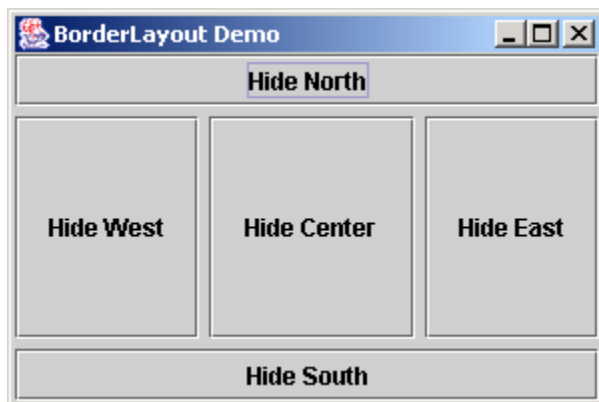 BorderLayout Demo
Hide North
Hide West
Hide Center
Hide East
Hide South